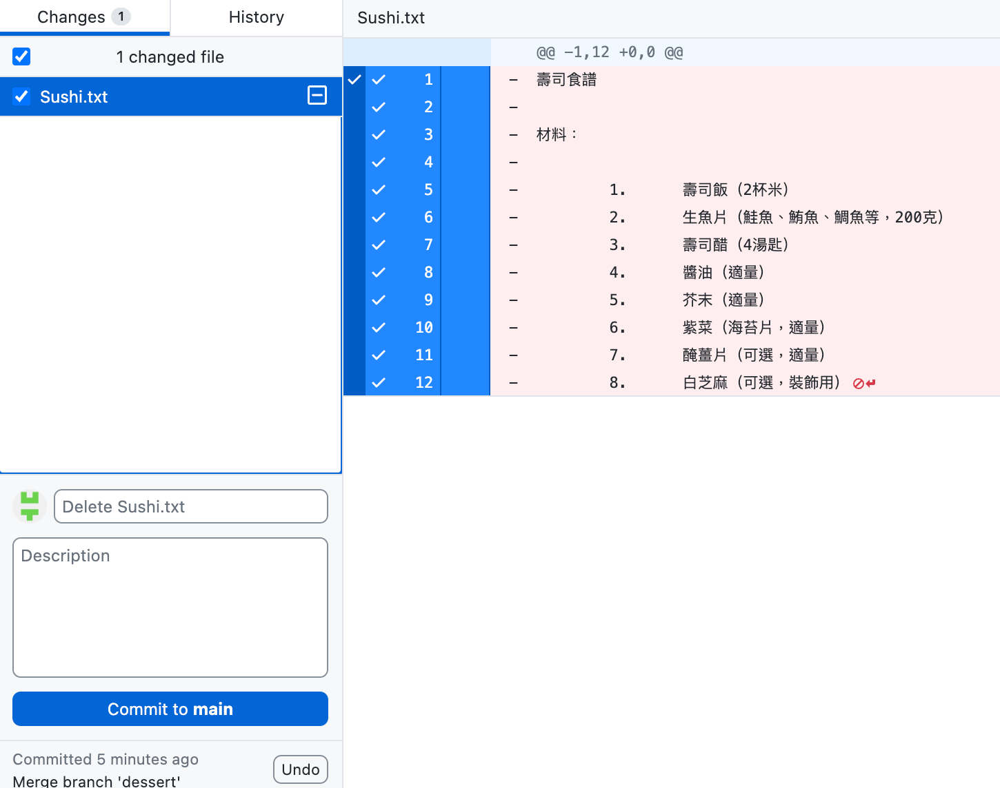 Changes 1
History
Sushi.txt
1 changed file
Sushi.txt
@@ -1,12 +0,0 @@
1 - 壽司食譜
2 -
3 - 材料：
4 -
5 - 1. 壽司飯（2杯米）
6 - 2. 生魚片（鮭魚、鮪魚、鯛魚等，200克）
7 - 3. 壽司醋（4湯匙）
8 - 4. 醬油（適量）
9 - 5. 芥末（適量）
10 - 6. 紫菜（海苔片，適量）
11 - 7. 醃薑片（可選，適量）
12 - 8. 白芝麻（可選，裝飾用）
Delete Sushi.txt
Description
Commit to main
Committed 5 minutes ago
Undo
Merge branch 'dessert'